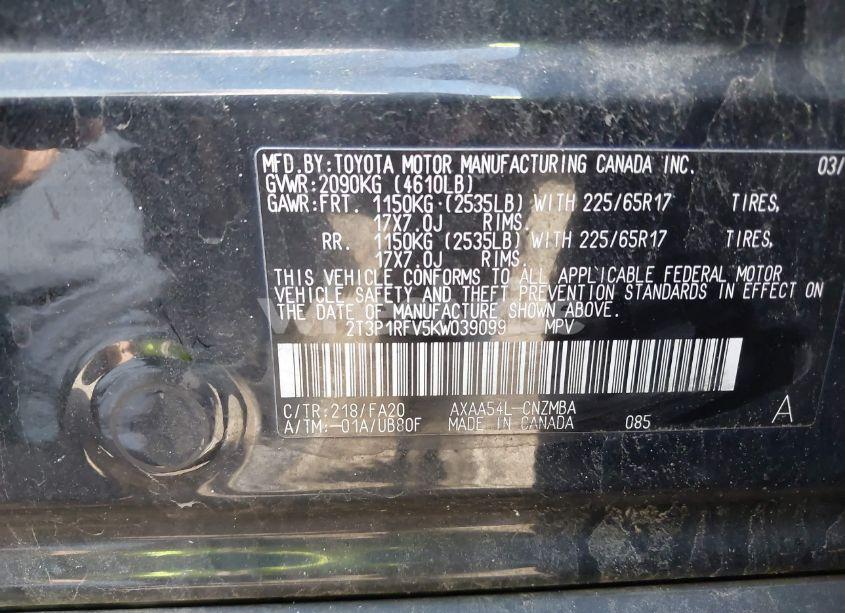 MFD.BY:TOYOTA MOTOR MANUFACTURING CANADA INC. 03/
GVWR:2090KG (4610LB)
GAWR:FRT. 1150KG (2535LB) WITH 225/65R17 TIRES,
17X7.0J RIMS.
RR. 1150KG (2535LB) WITH 225/65R17 TIRES,
17X7.0J RIMS.
THIS VEHICLE CONFORMS TO ALL APPLICABLE FEDERAL MOTOR
VEHICLE SAFETY AND THEFT PREVENTION STANDARDS IN EFFECT ON
THE DATE OF MANUFACTURE SHOWN ABOVE.
2T3P1RFV5KW039099 MPV
C/TR:218/FA20 AXAA54L-CNZMBA
A/TM:-01A/UB80F MADE IN CANADA 085 A